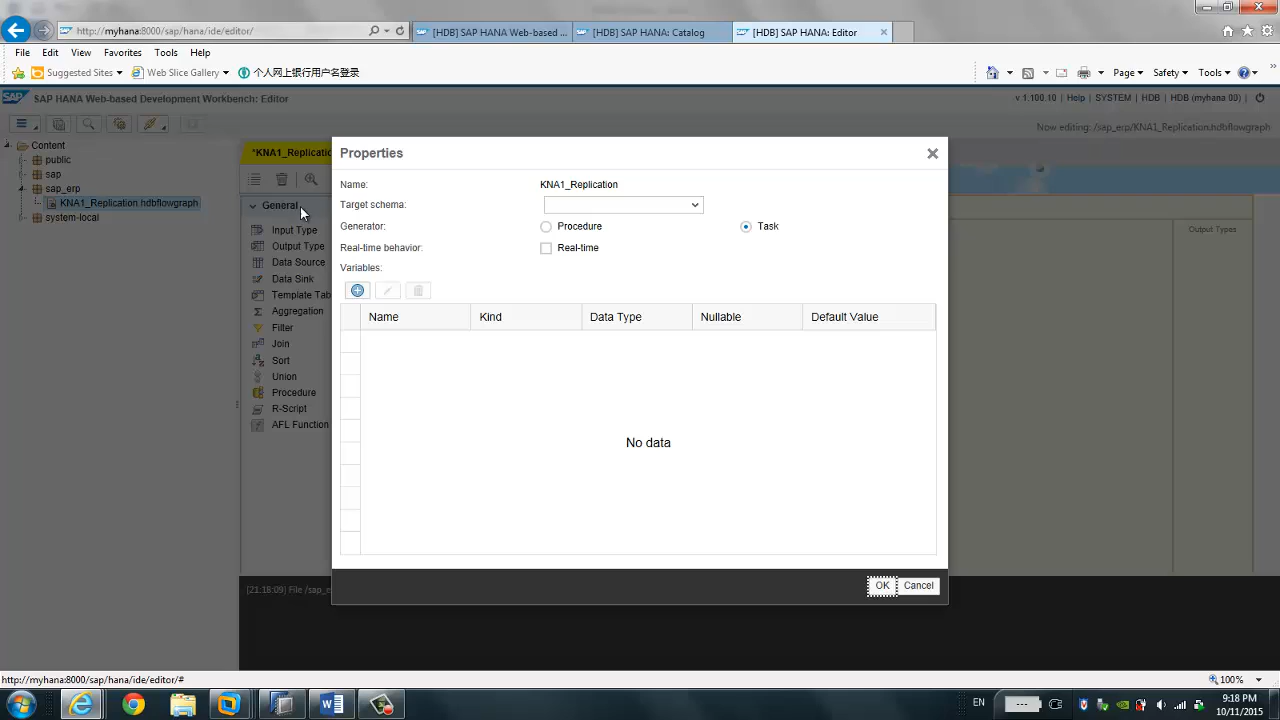 http://myhana:8000/sap/hana/ide/editor/
[HDB] SAP HANA Web-based ...
[HDB] SAP HANA: Catalog
[HDB] SAP HANA: Editor
File Edit View Favorites Tools Help
Suggested Sites
Web Slice Gallery
个人网上银行用户名登录
Page
Safety
Tools
SAP
SAP HANA Web-based Development Workbench: Editor
v 1.100.10 | Help | SYSTEM | HDB | HDB (myhana 00)
Now editing: /sap_erp/KNA1_Replication.hdbflowgraph
Content
public
sap
sap_erp
KNA1_Replication.hdbflowgraph
system-local
*KNA1_Replicatio
General
Input Type
Output Type
Data Source
Data Sink
Template Tab
Aggregation
Filter
Join
Sort
Union
Procedure
R-Script
AFL Function
Properties
Name: KNA1_Replication
Target schema:
Generator: Procedure Task
Real-time behavior: Real-time
Variables:
Name Kind Data Type Nullable Default Value
No data
OK Cancel
Output Types
[21:18:09] File /sap_e
http://myhana:8000/sap/hana/ide/editor/#
100%
EN
9:18 PM
10/11/2015